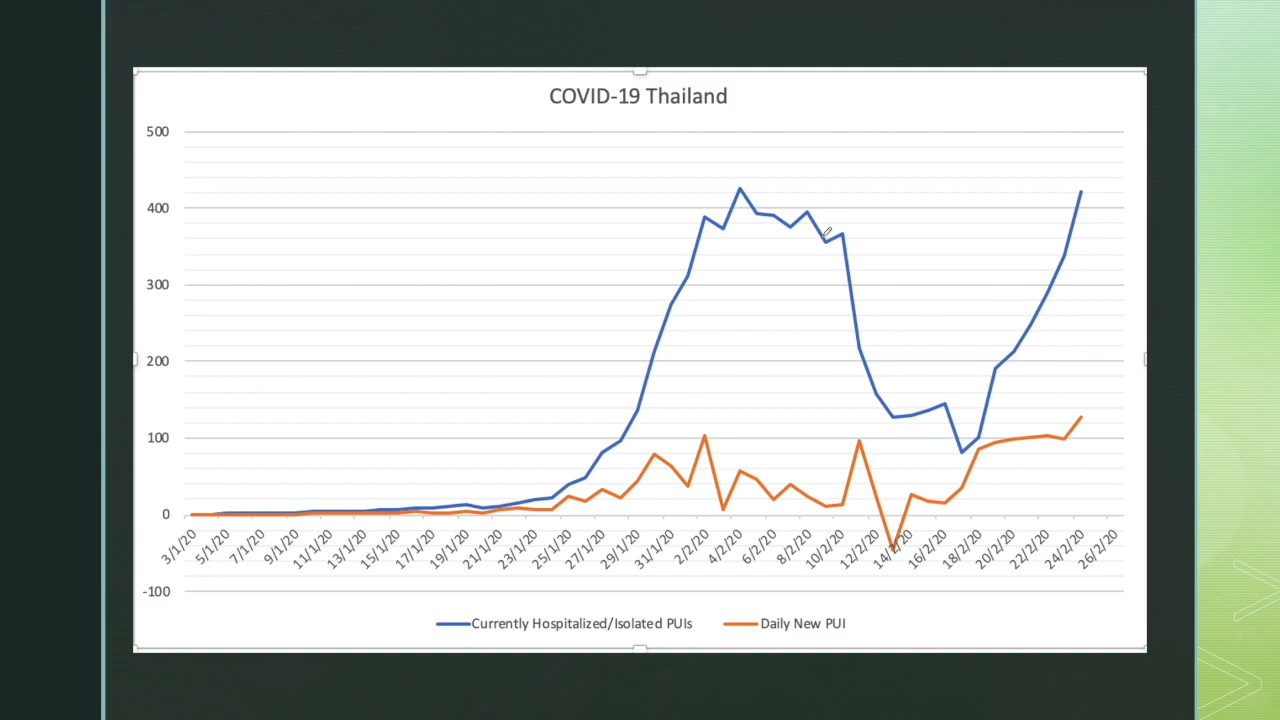 COVID-19 Thailand
500
400
300
200
100
0
-100
3/1/20 5/1/20 7/1/20 9/1/20 11/1/20 13/1/20 15/1/20 17/1/20 19/1/20 21/1/20 23/1/20 25/1/20 27/1/20 29/1/20 31/1/20 2/2/20 4/2/20 6/2/20 8/2/20 10/2/20 12/2/20 14/2/20 16/2/20 18/2/20 20/2/20 22/2/20 24/2/20 26/2/20
Currently Hospitalized/Isolated PUIs Daily New PUI